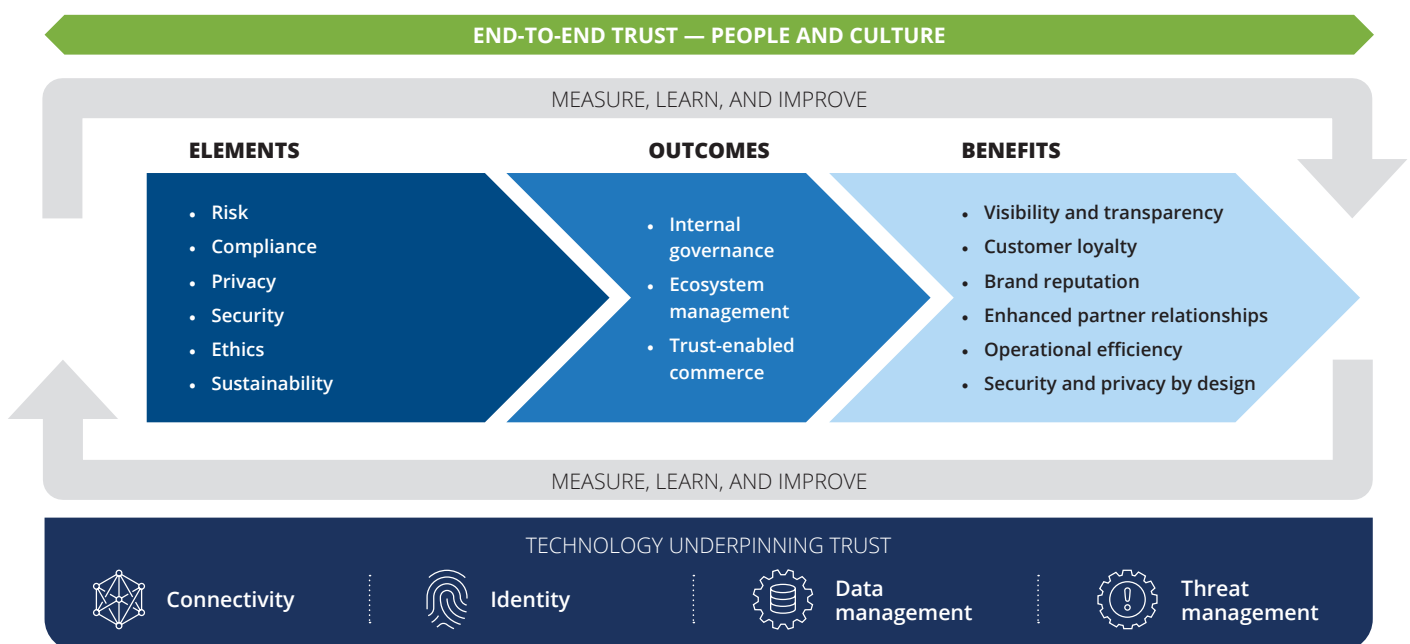 END-TO-END TRUST — PEOPLE AND CULTURE
MEASURE, LEARN, AND IMPROVE
ELEMENTS
• Risk
• Compliance
• Privacy
• Security
• Ethics
• Sustainability
OUTCOMES
• Internal
governance
• Ecosystem
management
• Trust-enabled
commerce
BENEFITS
• Visibility and transparency
• Customer loyalty
• Brand reputation
• Enhanced partner relationships
• Operational efficiency
• Security and privacy by design
MEASURE, LEARN, AND IMPROVE
TECHNOLOGY UNDERPINNING TRUST
Connectivity
Identity
Data
management
Threat
management